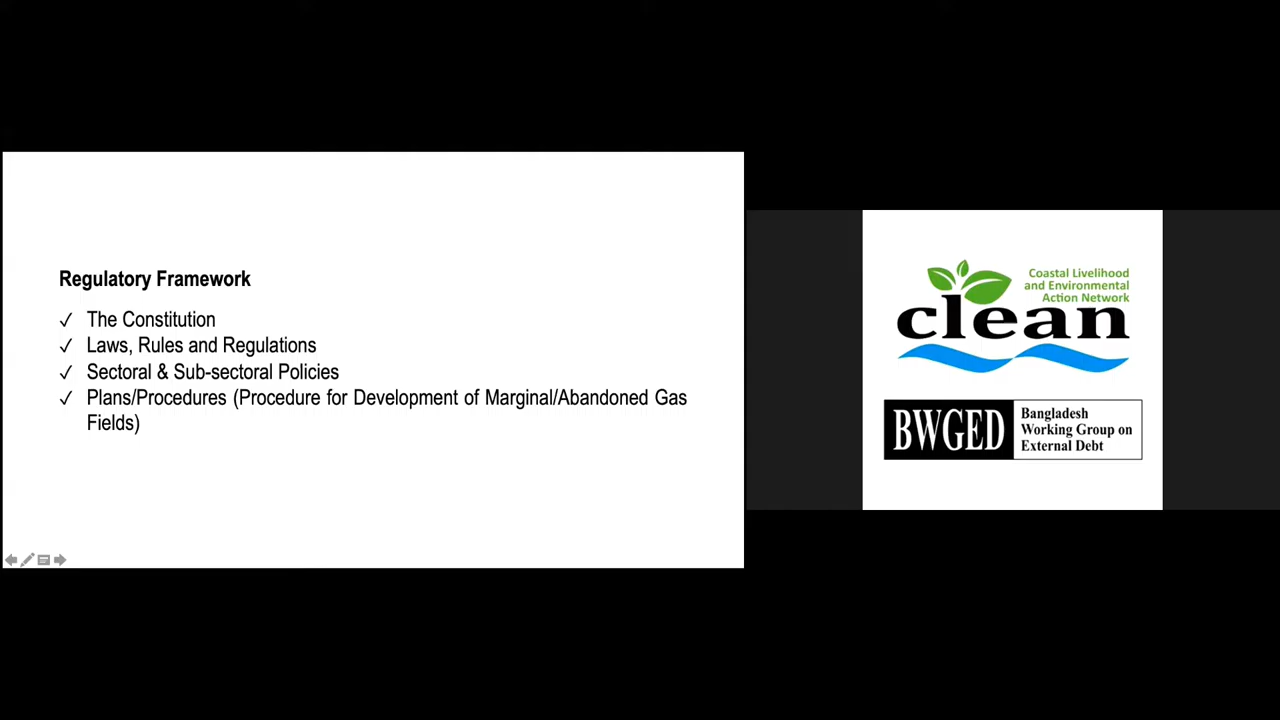 Regulatory Framework
✓ The Constitution
✓ Laws, Rules and Regulations
✓ Sectoral & Sub-sectoral Policies
✓ Plans/Procedures (Procedure for Development of Marginal/Abandoned Gas
Fields)
Coastal Livelihood
and Environmental
Action Network
clean
BWGED
Bangladesh
Working Group on
External Debt